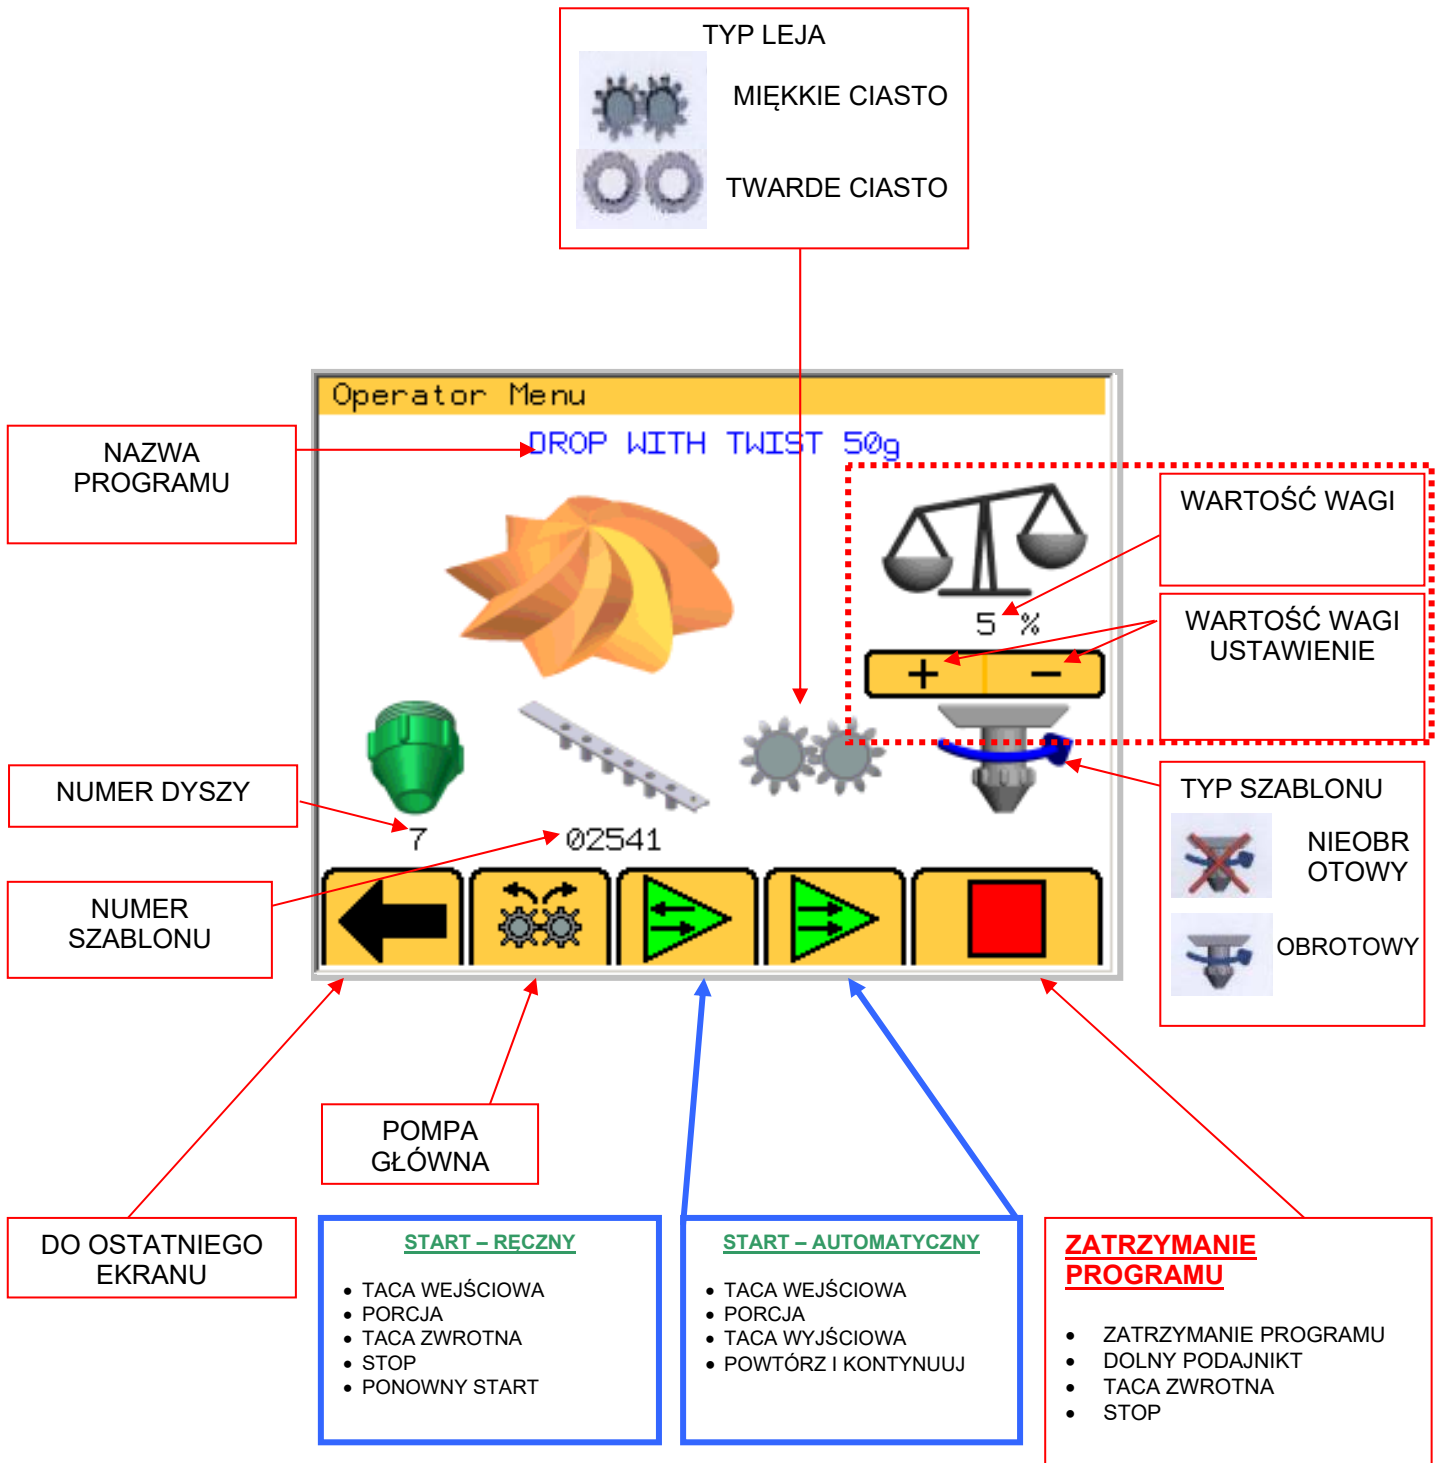 TYP LEJA
MIĘKKIE CIASTO
TWARDE CIASTO
Operator Menu
DROP WITH TWIST 50g
NAZWA
PROGRAMU
WARTOŚĆ WAGI
5 %
WARTOŚĆ WAGI
USTAWIENIE
+ −
NUMER DYSZY
7
02541
NUMER
SZABLONU
TYP SZABLONU
NIEOBR
OTOWY
OBROTOWY
POMPA
GŁÓWNA
DO OSTATNIEGO
EKRANU
START – RĘCZNY
• TACA WEJŚCIOWA
• PORCJA
• TACA ZWROTNA
• STOP
• PONOWNY START
START – AUTOMATYCZNY
• TACA WEJŚCIOWA
• PORCJA
• TACA WYJŚCIOWA
• POWTÓRZ I KONTYNUUJ
ZATRZYMANIE
PROGRAMU
• ZATRZYMANIE PROGRAMU
• DOLNY PODAJNIKT
• TACA ZWROTNA
• STOP